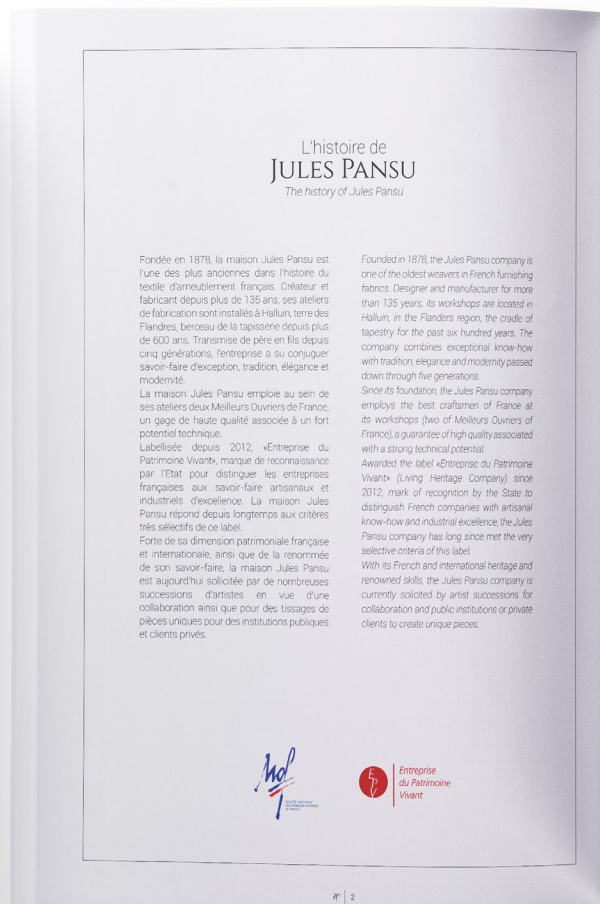 L'histoire de
JULES PANSU
The history of Jules Pansu
Fondée en 1878, la maison Jules Pansu est
l'une des plus anciennes dans l'histoire du
textile d'ameublement français. Créateur et
fabricant depuis plus de 135 ans, ses ateliers
de fabrication sont installés à Halluin, terre des
Flandres, berceau de la tapisserie depuis plus
de 600 ans. Transmise de père en fils depuis
cinq générations, l'entreprise a su conjuguer
savoir-faire d'exception, tradition, élégance et
modernité.
La maison Jules Pansu emploie au sein de
ses ateliers deux Meilleurs Ouvriers de France,
un gage de haute qualité associée à un fort
potentiel technique.
Labellisée depuis 2012, «Entreprise du
Patrimoine Vivant», marque de reconnaissance
par l'Etat pour distinguer les entreprises
françaises aux savoir-faire artisanaux et
industriels d'excellence. La maison Jules
Pansu répond depuis longtemps aux critères
très sélectifs de ce label.
Forte de sa dimension patrimoniale française
et internationale, ainsi que de la renommée
de son savoir-faire, la maison Jules Pansu
est aujourd'hui sollicitée par de nombreuses
successions d'artistes en vue d'une
collaboration ainsi que pour des tissages de
pièces uniques pour des institutions publiques
et clients privés.
Founded in 1878, the Jules Pansu company is
one of the oldest weavers in French furnishing
fabrics. Designer and manufacturer for more
than 135 years, its workshops are located in
Halluin, in the Flanders region, the cradle of
tapestry for the past six hundred years. The
company combines exceptional know-how
with tradition, elegance and modernity passed
down through five generations.
Since its foundation, the Jules Pansu company
employs the best craftsmen of France at
its workshops (two of Meilleurs Ouvriers of
France), a guarantee of high quality associated
with a strong technical potential.
Awarded the label «Entreprise du Patrimoine
Vivant» (Living Heritage Company) since
2012, mark of recognition by the State to
distinguish French companies with artisanal
know-how and industrial excellence, the Jules
Pansu company has long since met the very
selective criteria of this label.
With its French and international heritage and
renowned skills, the Jules Pansu company is
currently solicited by artist successions for
collaboration and public institutions or private
clients to create unique pieces.
EPV
Entreprise
du Patrimoine
Vivant
2